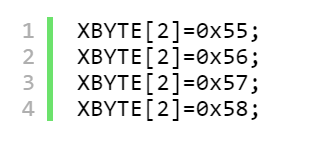 1 XBYTE[2]=0x55;
2 XBYTE[2]=0x56;
3 XBYTE[2]=0x57;
4 XBYTE[2]=0x58;